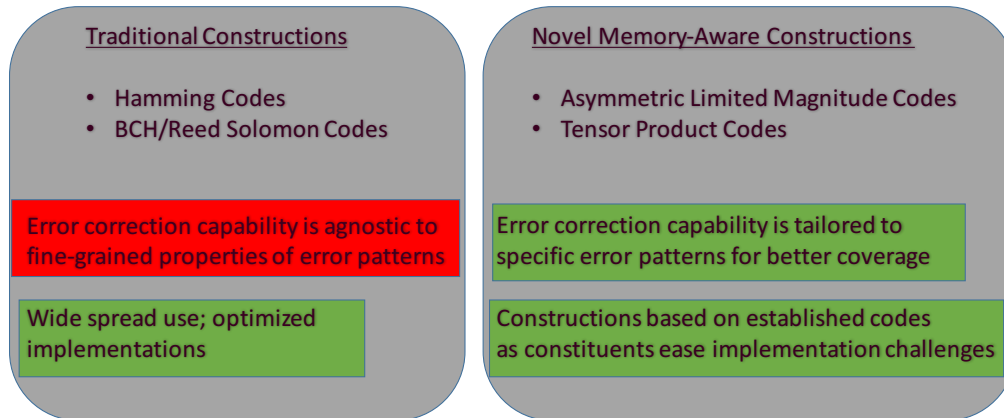 Traditional Constructions
• Hamming Codes
• BCH/Reed Solomon Codes
Error correction capability is agnostic to
fine-grained properties of error patterns
Wide spread use; optimized
implementations
Novel Memory-Aware Constructions
• Asymmetric Limited Magnitude Codes
• Tensor Product Codes
Error correction capability is tailored to
specific error patterns for better coverage
Constructions based on established codes
as constituents ease implementation challenges